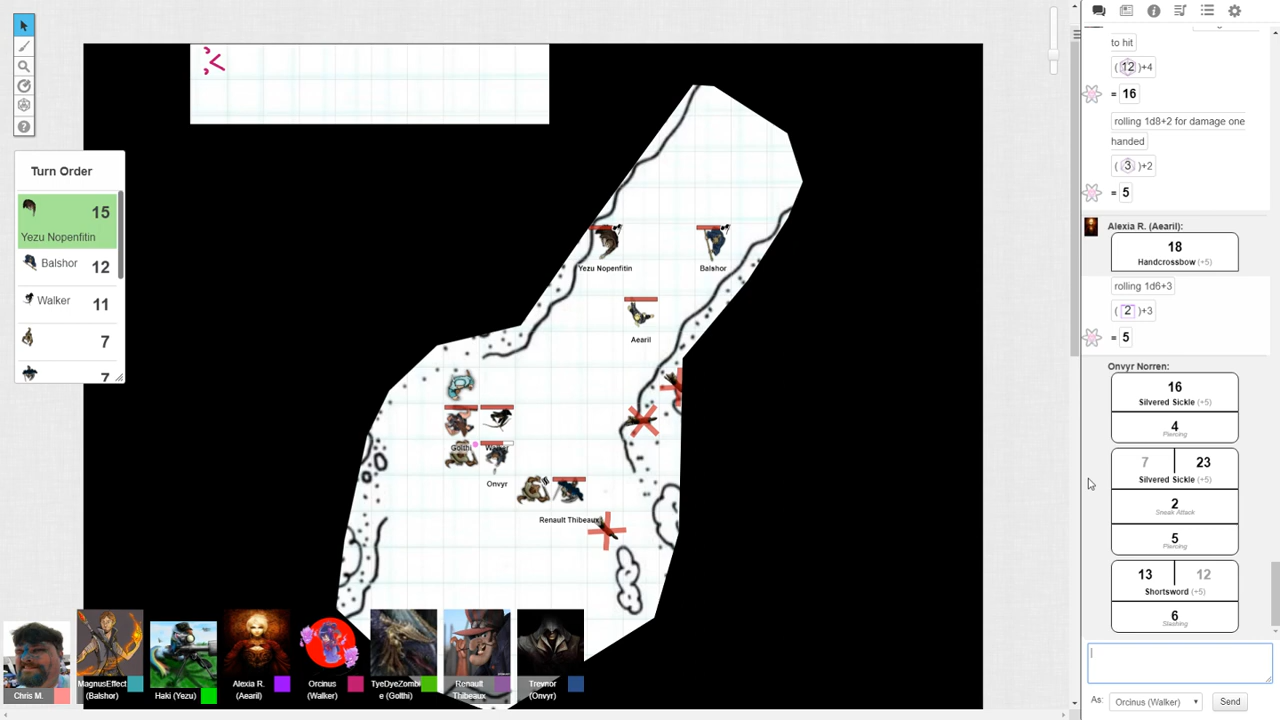 Turn Order
15
Yezu Nopenfitin
Balshor
12
Walker
11
7
7
Yezu Nopenfitin
Balshor
Aearil
Golthi
Onvyr
Renault Thibeaux
Chris M.
MagnusEffect
(Balshor)
Haki (Yezu)
Alexia R.
(Aearil)
Orcinus
(Walker)
TyeDyeZombi
e (Golthi)
Renault
Thibeaux
Trevnor
(Onvyr)
to hit
(12)+4
= 16
rolling 1d8+2 for damage one
handed
(3)+2
= 5
Alexia R. (Aearil):
18
Handcrossbow (+5)
rolling 1d6+3
(2)+3
= 5
Onvyr Norren:
16
Silvered Sickle (+5)
4
Piercing
7 23
Silvered Sickle (+5)
2
Sneak Attack
5
Piercing
13 12
Shortsword (+5)
6
Slashing
As:
Orcinus (Walker)
Send